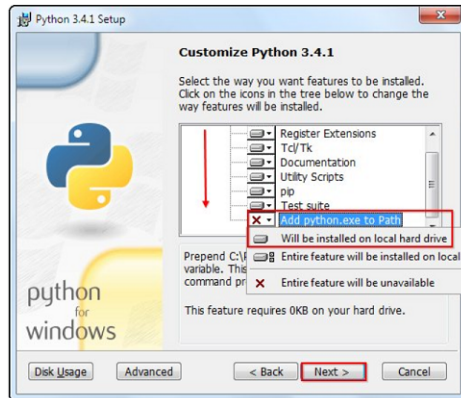 Python 3.4.1 Setup
Customize Python 3.4.1
Select the way you want features to be installed.
Click on the icons in the tree below to change the
way features will be installed.
Register Extensions
Tcl/Tk
Documentation
Utility Scripts
pip
Test suite
Add python.exe to Path
Will be installed on local hard drive
Prepend C:\
Entire feature will be installed on local
variable. This
command pr
Entire feature will be unavailable
This feature requires 0KB on your hard drive.
python
for
windows
Disk Usage
Advanced
< Back
Next >
Cancel